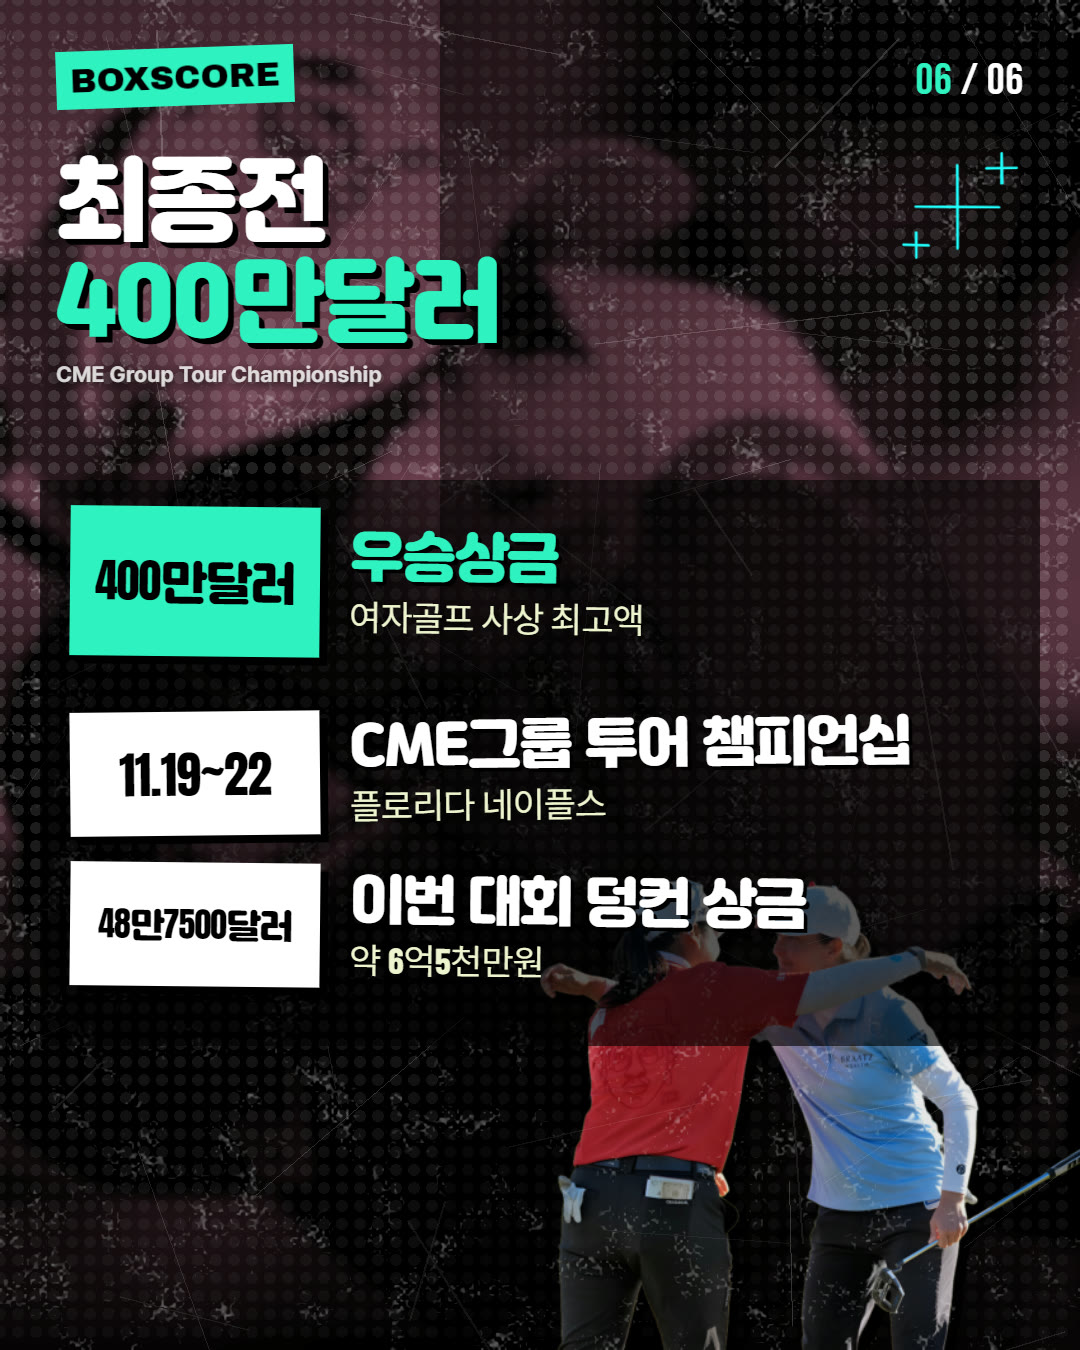 BOXSCORE
06 / 06
최종전
400만달러
CME Group Tour Championship
400만달러
우승상금
여자골프 사상 최고액
11.19~22
CME그룹 투어 챔피언십
플로리다 네이플스
48만7500달러
이번 대회 덩컨 상금
약 6억5천만원
BRAATZ
HEALTH